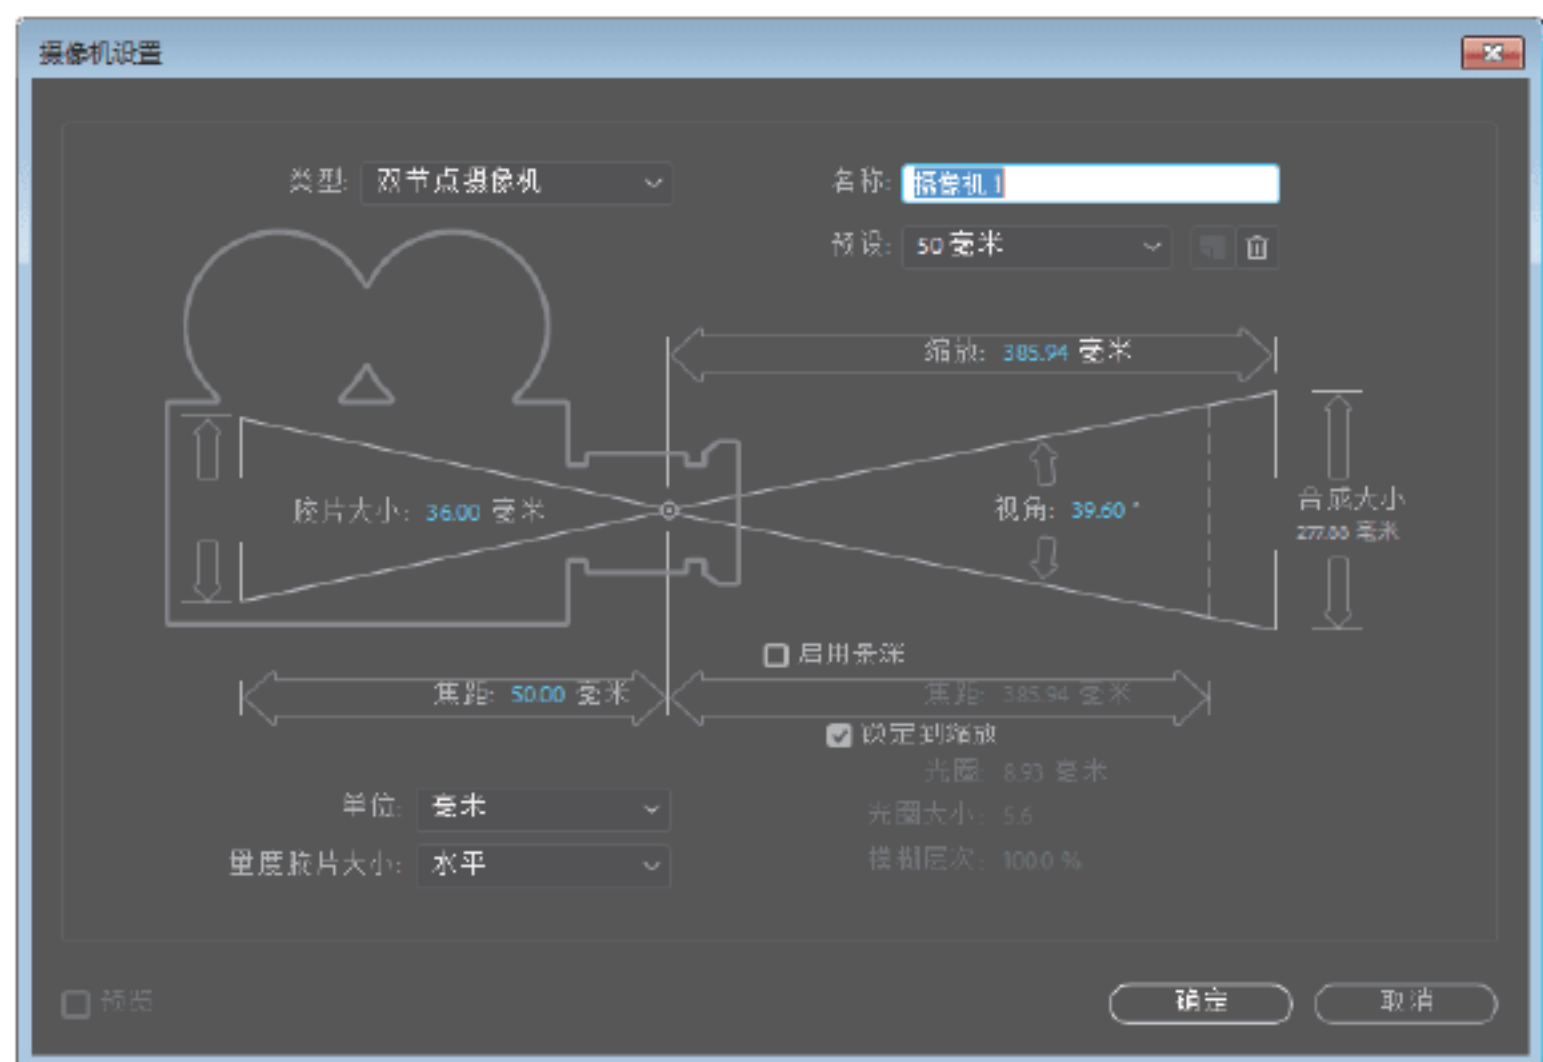 摄像机设置
类型: 双节点摄像机
名称: 摄像机 1
预设: 50 毫米
缩放: 385.94 毫米
胶片大小: 36.00 毫米
视角: 39.60 °
合成大小
277.88 毫米
启用景深
焦距: 50.00 毫米
焦距: 385.94 毫米
锁定到缩放
光圈: 8.93 毫米
单位: 毫米
光圈大小: 5.6
量度胶片大小: 水平
模糊层次: 100.0 %
预览
确定
取消